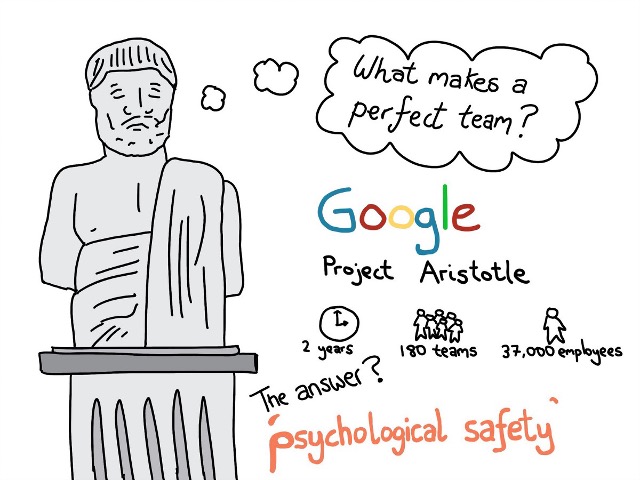 What makes a
perfect team?
Google
Project Aristotle
2 years
180 teams
37,000 employees
The answer?
'psychological safety'